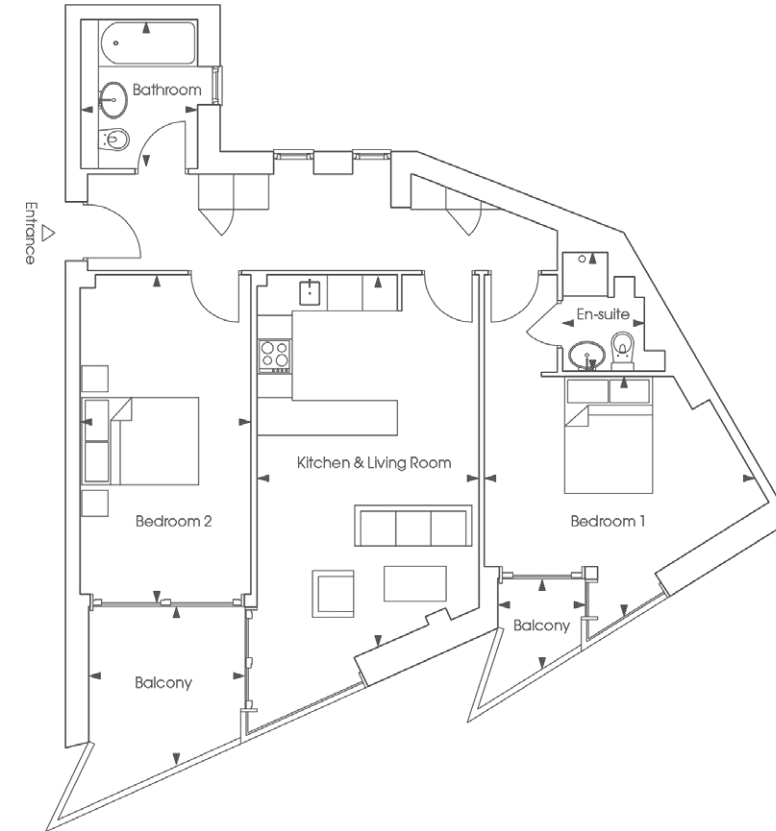 Bathroom
Entrance
En-suite
Kitchen & Living Room
Bedroom 2
Bedroom 1
Balcony
Balcony